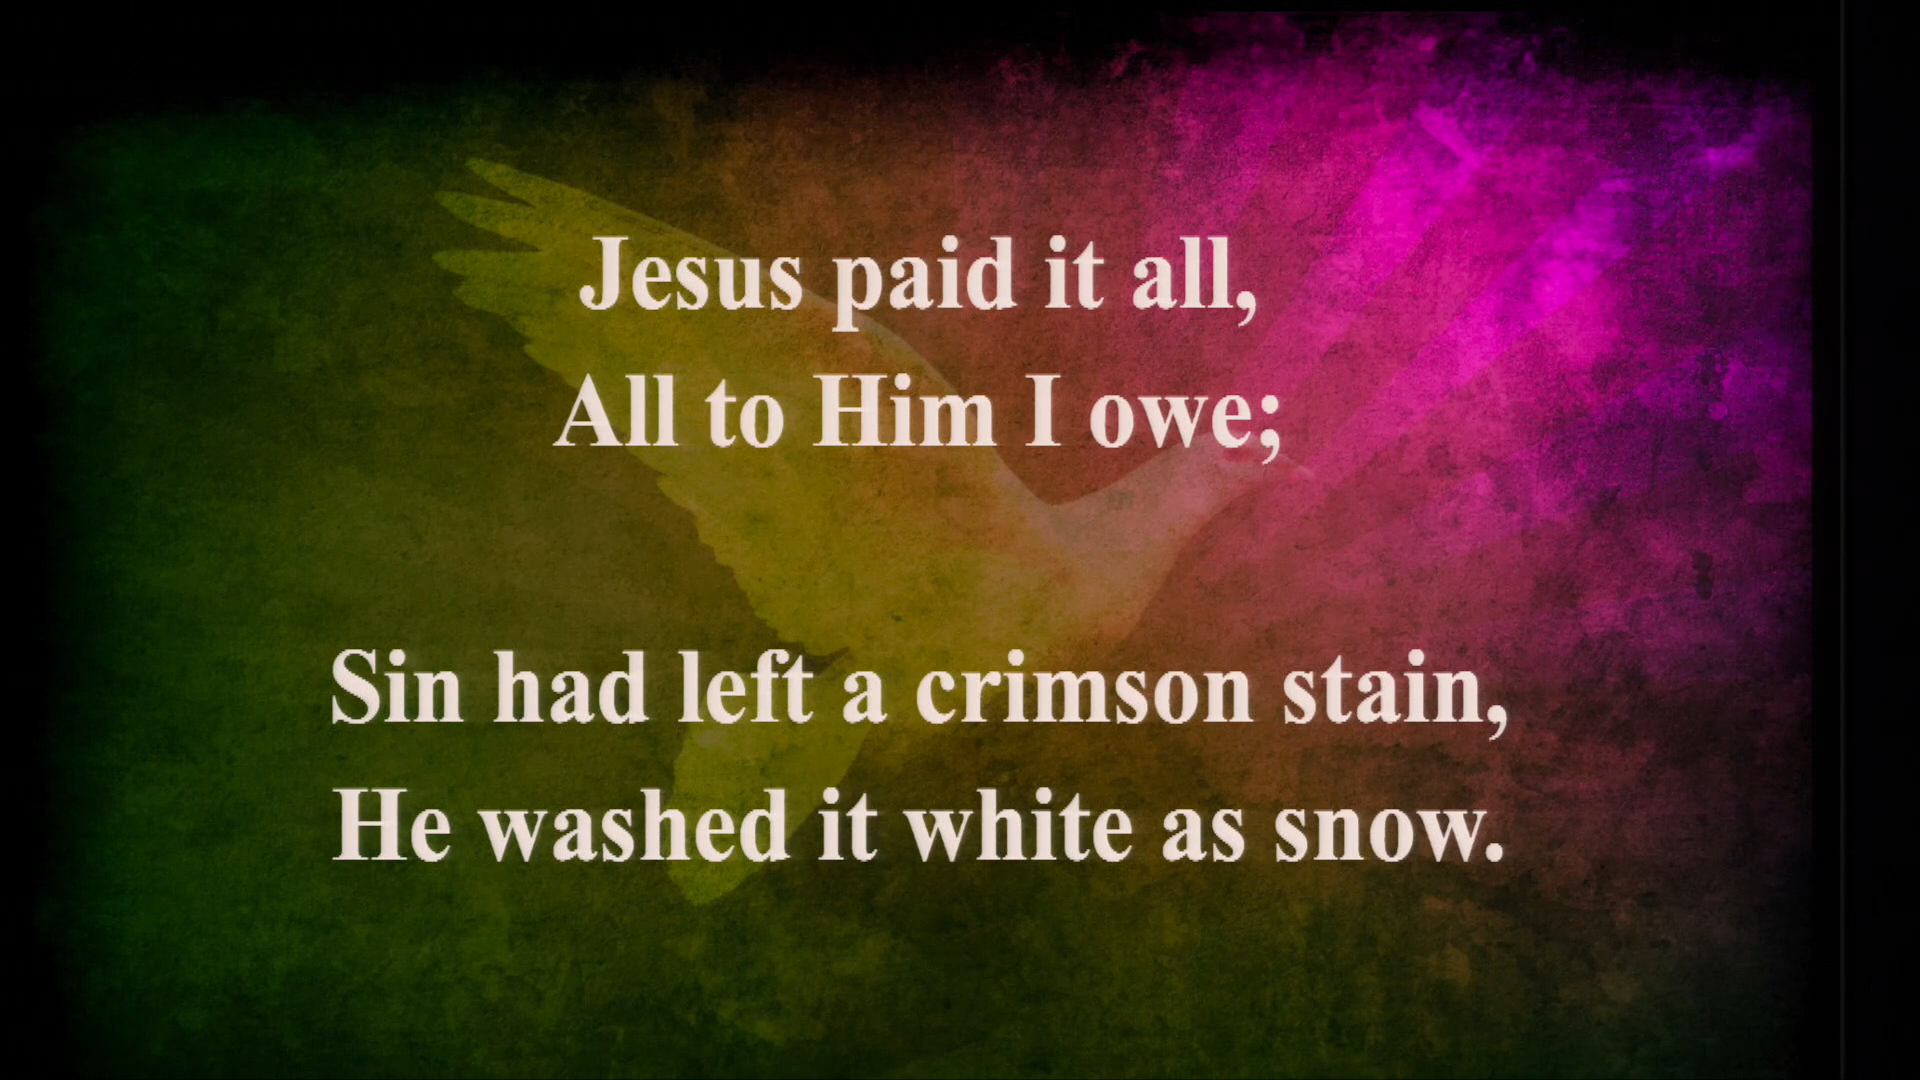 Jesus paid it all,
All to Him I owe;
Sin had left a crimson stain,
He washed it white as snow.